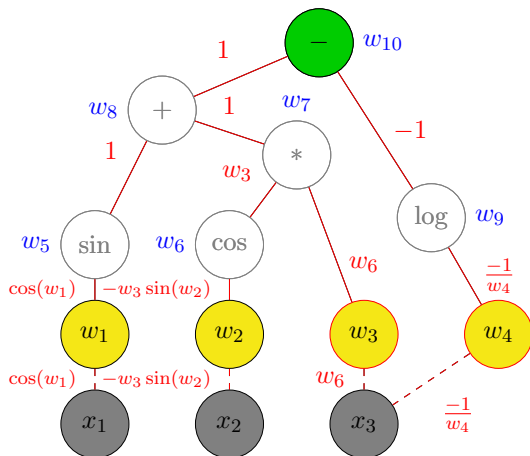 1 − w₁₀
w₈ + 1 w₇
1 w₃ * −1
w₅ sin w₆ cos w₆ log w₉
cos(w₁) −w₃ sin(w₂) −1/w₄
w₁ w₂ w₃ w₄
cos(w₁) −w₃ sin(w₂) w₆ −1/w₄
x₁ x₂ x₃